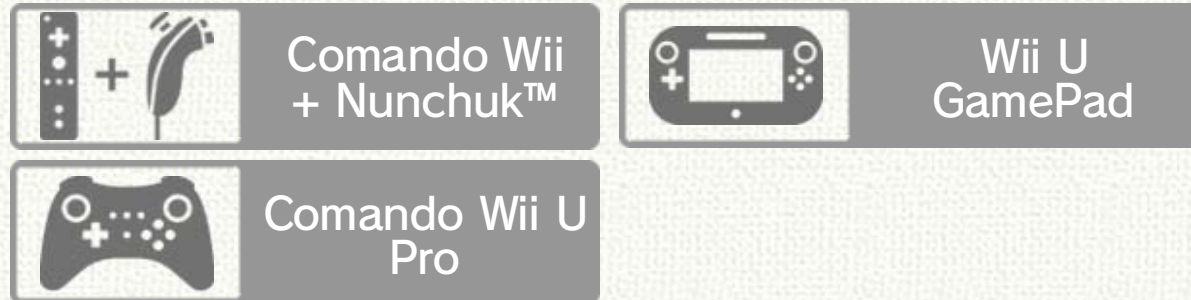 Comando Wii
+ Nunchuk™
Wii U
GamePad
Comando Wii U
Pro